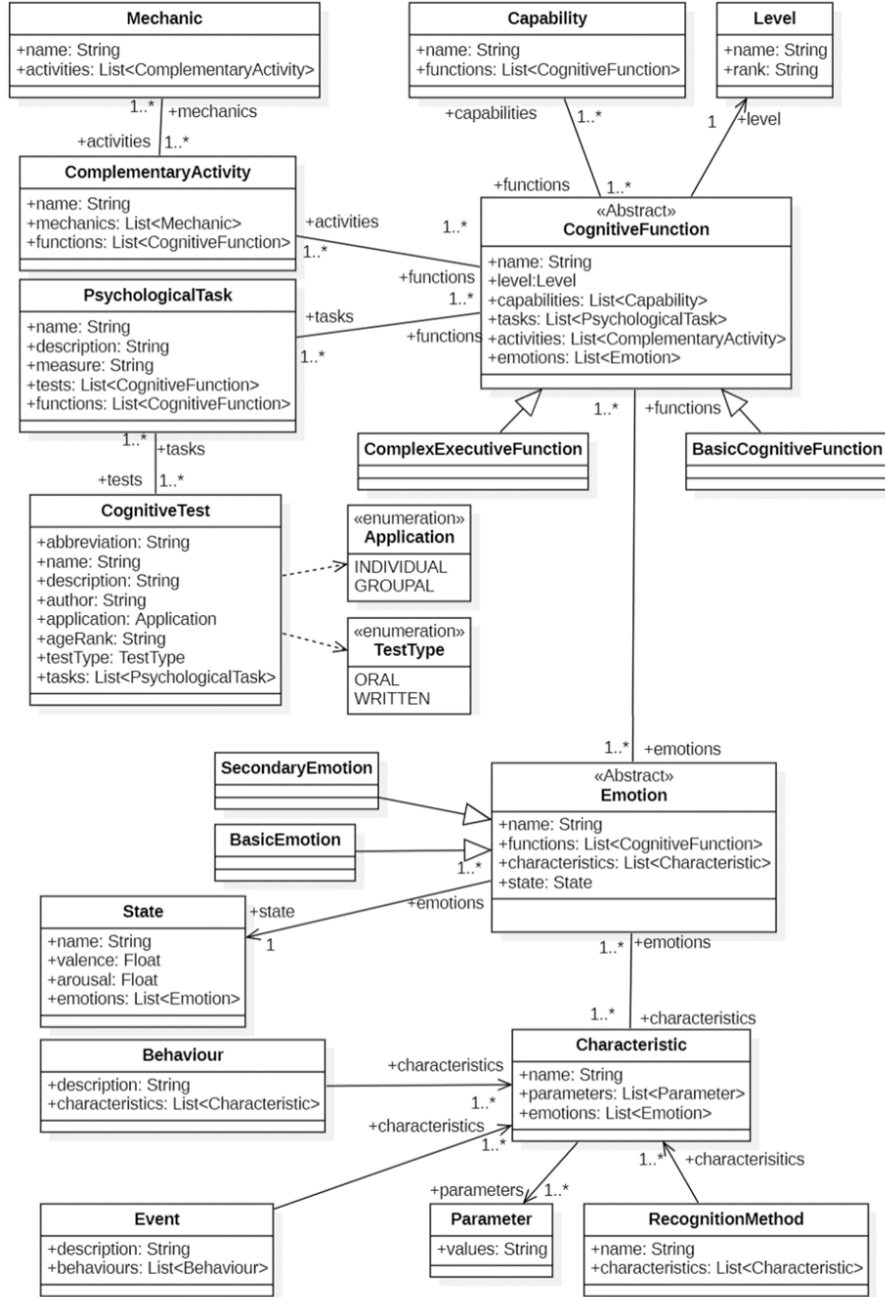 Mechanic
+name: String
+activities: List<ComplementaryActivity>
1..*
+mechanics
+activities
1..*
Capability
+name: String
+functions: List<CognitiveFunction>
+capabilities
1..*
+functions
1..*
Level
+name: String
+rank: String
1
+level
ComplementaryActivity
+name: String
+mechanics: List<Mechanic>
+functions: List<CognitiveFunction>
+activities
1..*
1..*
+functions
«Abstract»
CognitiveFunction
+name: String
+level:Level
+capabilities: List<Capability>
+tasks: List<PsychologicalTask>
+activities: List<ComplementaryActivity>
+emotions: List<Emotion>
PsychologicalTask
+name: String
+description: String
+measure: String
+tests: List<CognitiveFunction>
+functions: List<CognitiveFunction>
+tasks
1..*
1..*
+functions
1..*
+tasks
+tests
1..*
1..*
+functions
ComplexExecutiveFunction
BasicCognitiveFunction
CognitiveTest
+abbreviation: String
+name: String
+description: String
+author: String
+application: Application
+ageRank: String
+testType: TestType
+tasks: List<PsychologicalTask>
«enumeration»
Application
INDIVIDUAL
GROUPAL
«enumeration»
TestType
ORAL
WRITTEN
1..*
+emotions
SecondaryEmotion
BasicEmotion
«Abstract»
Emotion
+name: String
+functions: List<CognitiveFunction>
+characteristics: List<Characteristic>
+state: State
1..*
+emotions
+state
1
State
+name: String
+valence: Float
+arousal: Float
+emotions: List<Emotion>
1..*
+emotions
1..*
+characteristics
Behaviour
+description: String
+characteristics: List<Characteristic>
+characteristics
1..*
Characteristic
+name: String
+parameters: List<Parameter>
+emotions: List<Emotion>
+characteristics
1..*
+parameters
1..*
1..*
+characterisitics
Event
+description: String
+behaviours: List<Behaviour>
Parameter
+values: String
RecognitionMethod
+name: String
+characteristics: List<Characteristic>